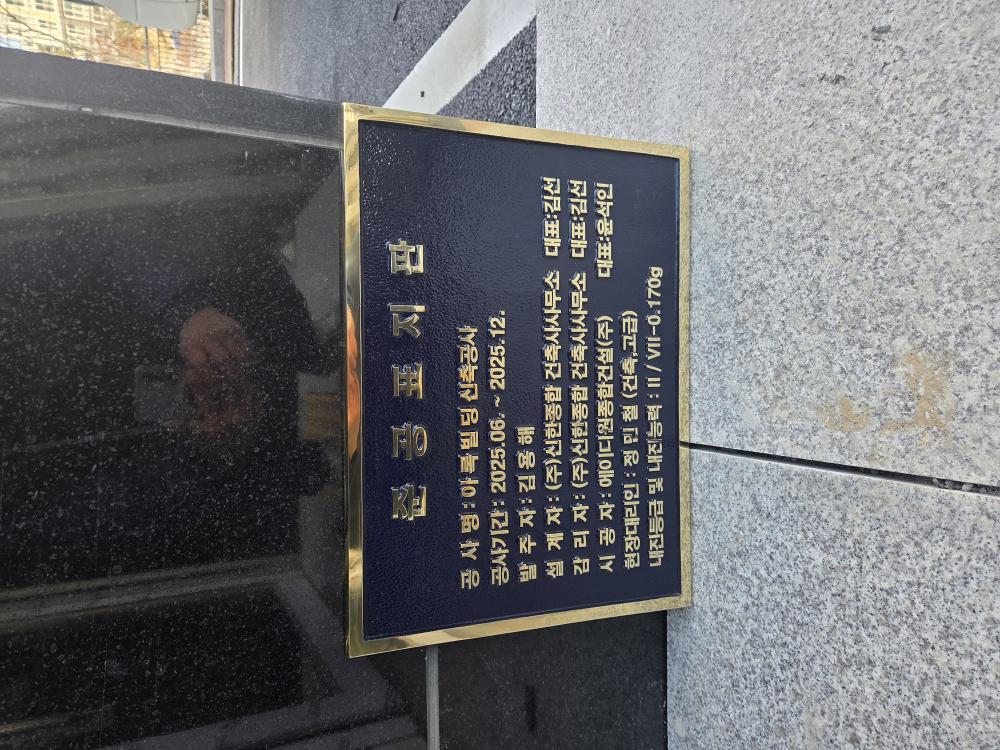 준 공 표 지 판
공 사 명 : 아록빌딩 신축공사
공사기간 : 2025.06. ~ 2025.12.
발 주 자 : 김용해
설 계 자 : (주)신한종합 건축사사무소 대표:김선
감 리 자 : (주)신한종합 건축사사무소 대표:김선
시 공 자 : 에이디원종합건설(주) 대표:윤석인
현장대리인 : 정 민 철 (건축,고급)
내진등급 및 내진능력 : II / VII-0.170g